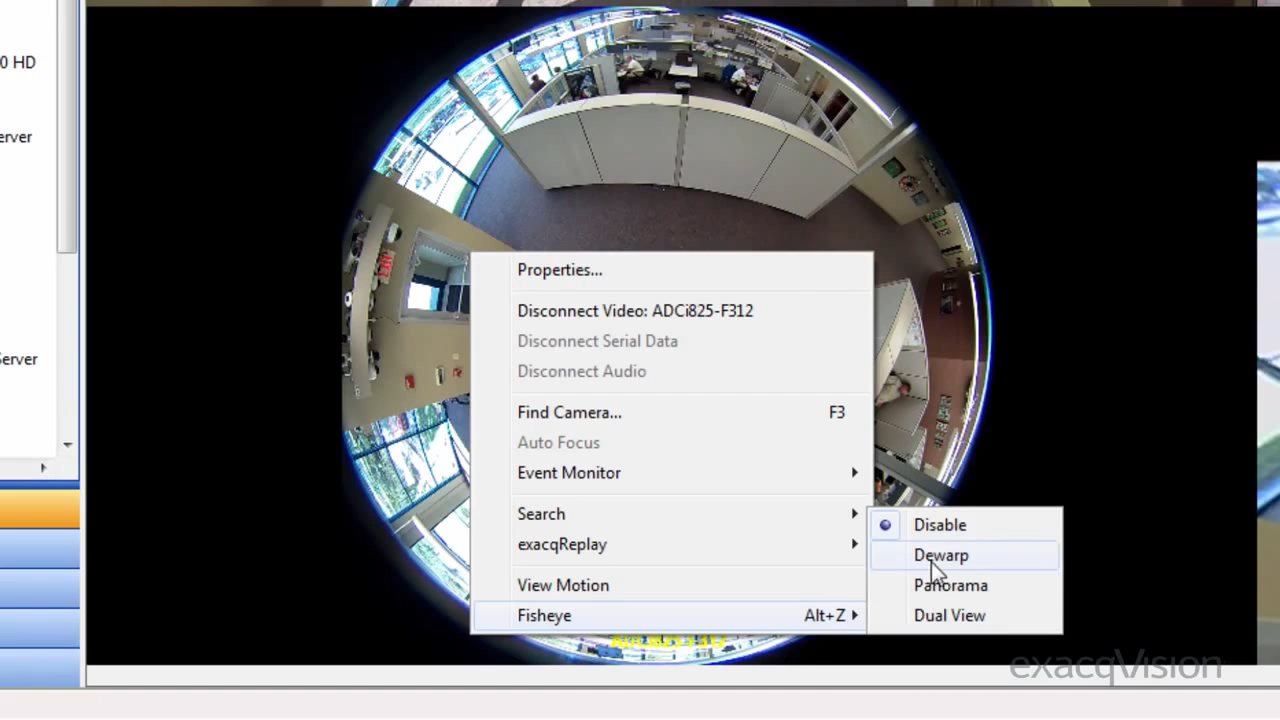 0 HD
erver
Server
Properties...
Disconnect Video: ADCi825-F312
Disconnect Serial Data
Disconnect Audio
Find Camera... F3
Auto Focus
Event Monitor
Search
exacqReplay
View Motion
Fisheye Alt+Z
Disable
Dewarp
Panorama
Dual View
exacqVision